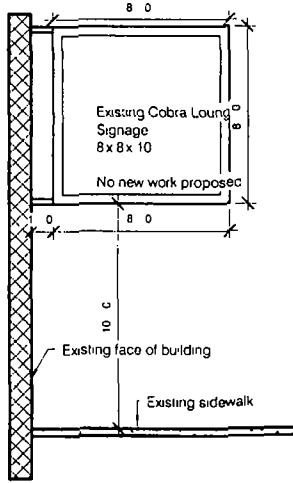 8 0
Existing Cobra Loung
Signage
8 x 8 x 10
8 0
No new work proposed
0
8 0
10 0
Existing face of building
Existing sidewalk